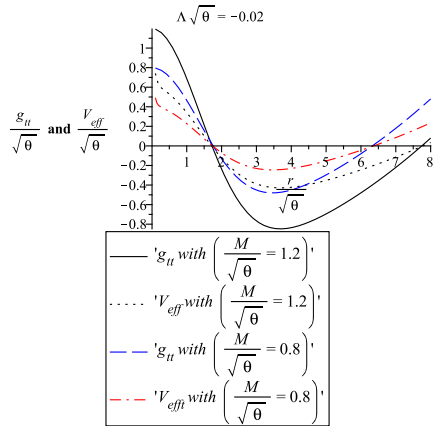 Λ√θ = −0.02
g_tt/√θ and V_eff/√θ
1
0.8
0.6
0.4
0.2
0
−0.2
−0.4
−0.6
−0.8
1 2 3 4 5 6 7 8
r/√θ
'g_tt with (M/√θ = 1.2)'
'V_eff with (M/√θ = 1.2)'
'g_tt with (M/√θ = 0.8)'
'V_eff with (M/√θ = 0.8)'